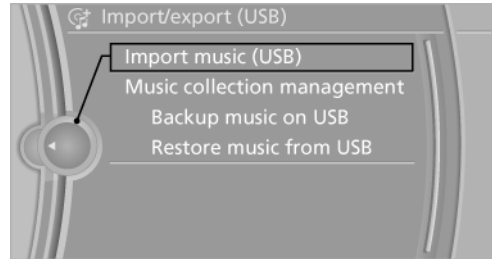 Import/export (USB)
Import music (USB)
Music collection management
Backup music on USB
Restore music from USB